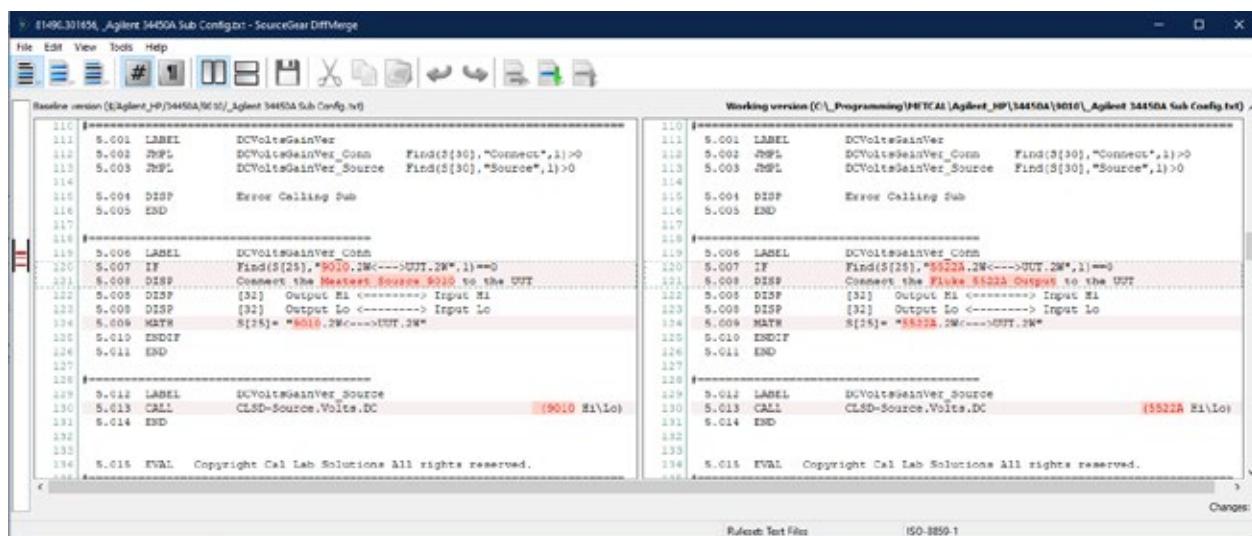 81490.301656, _Agilent 34450A Sub Config.txt - SourceGear DiffMerge
File Edit View Tools Help
Baseline version ($/Agilent_HP/34450A/9010/_Agilent 34450A Sub Config.txt)
Working version (C:\_Programming\METCAL\Agilent_HP\34450A\9010\_Agilent 34450A Sub Config.txt)
110 #==============================
111 5.001 LABEL DCVoltsGainVer
112 5.002 JMPL DCVoltsGainVer_Conn Find(S[30],"Connect",1)>0
113 5.003 JMPL DCVoltsGainVer_Source Find(S[30],"Source",1)>0
114
115 5.004 DISP Error Calling Sub
116 5.005 END
117
118 #==============================
119 5.006 LABEL DCVoltsGainVer_Conn
120 5.007 IF Find(S[25],"9010.2W<--->UUT.2W",1)==0
121 5.008 DISP Connect the Meatest Source 9010 to the UUT
122 5.008 DISP [32] Output Hi <--------> Input Hi
123 5.008 DISP [32] Output Lo <--------> Input Lo
124 5.009 MATH S[25]= "9010.2W<--->UUT.2W"
125 5.010 ENDIF
126 5.011 END
127
128 #==============================
129 5.012 LABEL DCVoltsGainVer_Source
130 5.013 CALL CLSD-Source.Volts.DC (9010 Hi\Lo)
131 5.014 END
132
133
134 5.015 EVAL Copyright Cal Lab Solutions All rights reserved.
110 #==============================
111 5.001 LABEL DCVoltsGainVer
112 5.002 JMPL DCVoltsGainVer_Conn Find(S[30],"Connect",1)>0
113 5.003 JMPL DCVoltsGainVer_Source Find(S[30],"Source",1)>0
114
115 5.004 DISP Error Calling Sub
116 5.005 END
117
118 #==============================
119 5.006 LABEL DCVoltsGainVer_Conn
120 5.007 IF Find(S[25],"5522A.2W<--->UUT.2W",1)==0
121 5.008 DISP Connect the Fluke 5522A Output to the UUT
122 5.008 DISP [32] Output Hi <--------> Input Hi
123 5.008 DISP [32] Output Lo <--------> Input Lo
124 5.009 MATH S[25]= "5522A.2W<--->UUT.2W"
125 5.010 ENDIF
126 5.011 END
127
128 #==============================
129 5.012 LABEL DCVoltsGainVer_Source
130 5.013 CALL CLSD-Source.Volts.DC (5522A Hi\Lo)
131 5.014 END
132
133
134 5.015 EVAL Copyright Cal Lab Solutions All rights reserved.
Changes:
Ruleset: Text Files ISO-8859-1